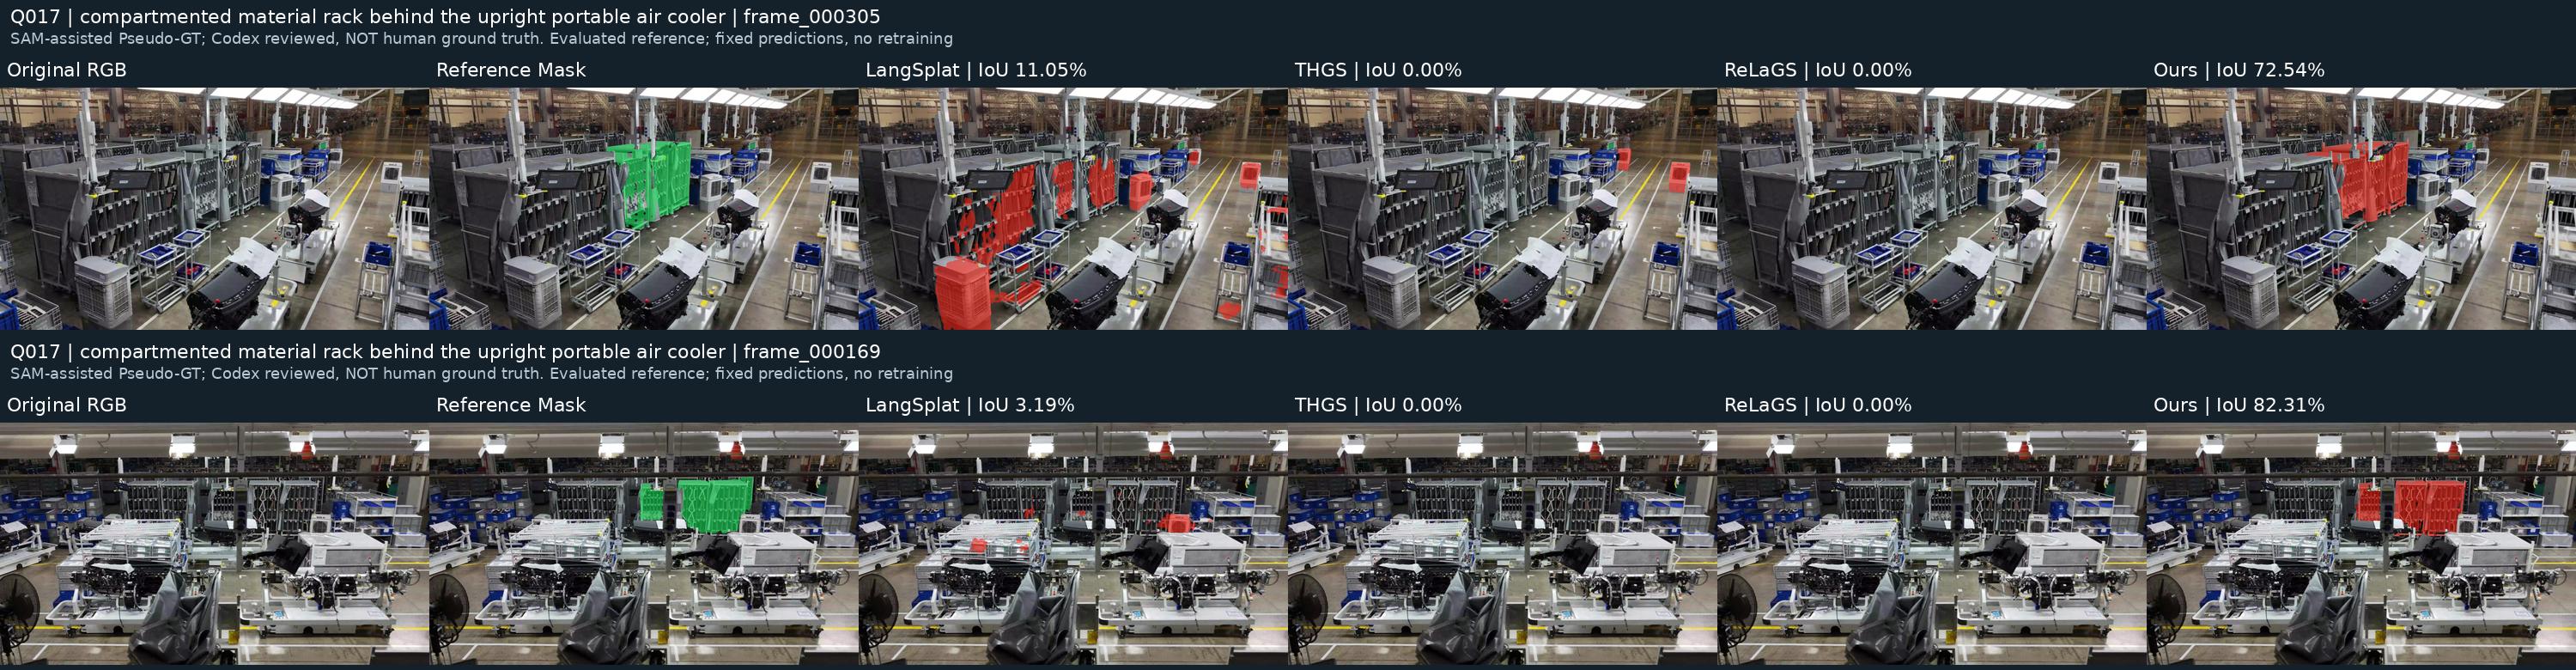 Q017 | compartmented material rack behind the upright portable air cooler | frame_000305
SAM-assisted Pseudo-GT; Codex reviewed, NOT human ground truth. Evaluated reference; fixed predictions, no retraining
Original RGB
Reference Mask
LangSplat | IoU 11.05%
THGS | IoU 0.00%
ReLaGS | IoU 0.00%
Ours | IoU 72.54%
Q017 | compartmented material rack behind the upright portable air cooler | frame_000169
SAM-assisted Pseudo-GT; Codex reviewed, NOT human ground truth. Evaluated reference; fixed predictions, no retraining
Original RGB
Reference Mask
LangSplat | IoU 3.19%
THGS | IoU 0.00%
ReLaGS | IoU 0.00%
Ours | IoU 82.31%